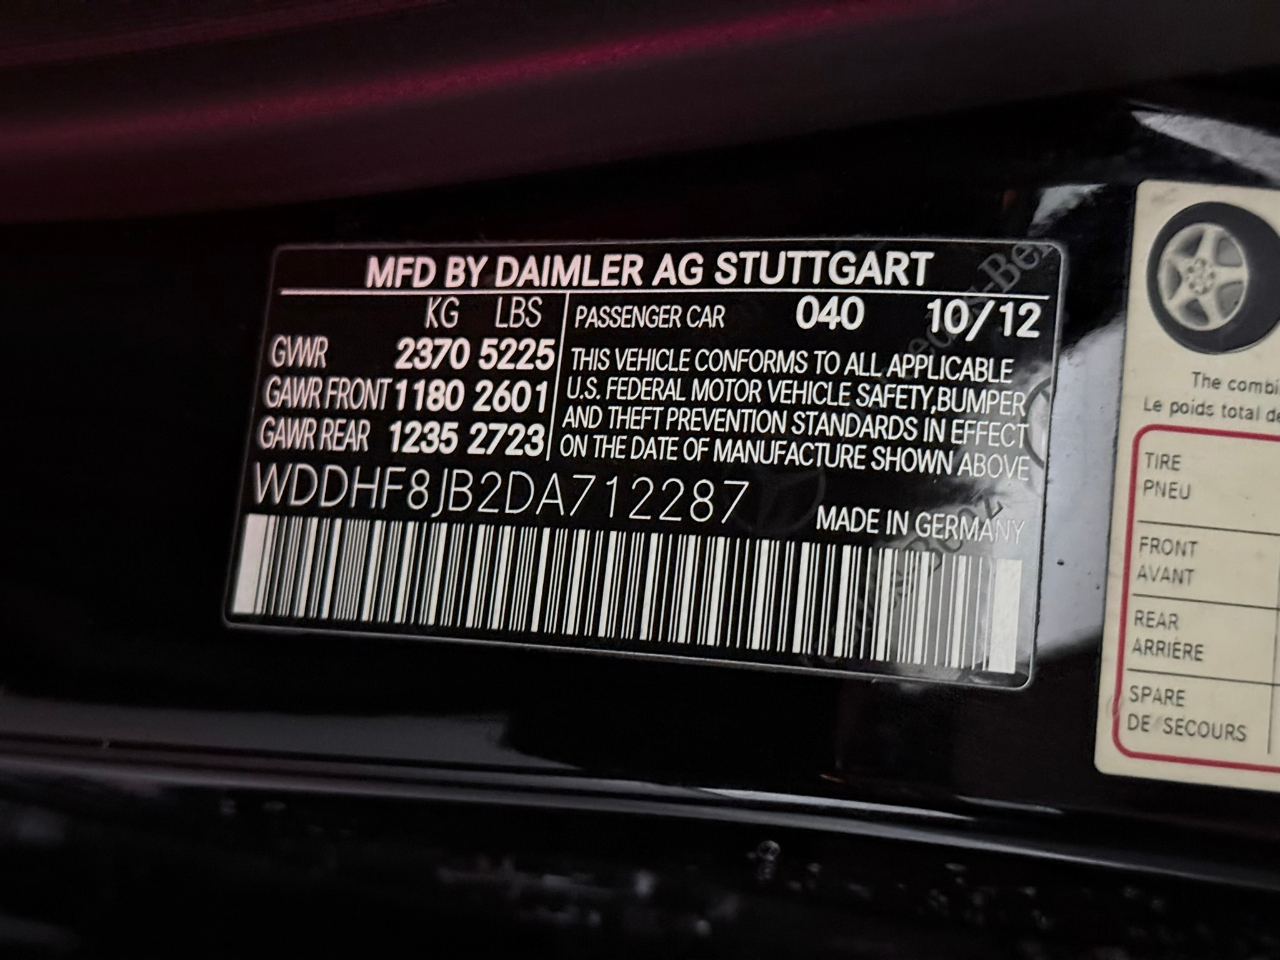 MFD BY DAIMLER AG STUTTGART
KG LBS
GVWR 2370 5225
GAWR FRONT 1180 2601
GAWR REAR 1235 2723
PASSENGER CAR 040 10/12
THIS VEHICLE CONFORMS TO ALL APPLICABLE
U.S. FEDERAL MOTOR VEHICLE SAFETY,BUMPER
AND THEFT PREVENTION STANDARDS IN EFFECT
ON THE DATE OF MANUFACTURE SHOWN ABOVE
WDDHF8JB2DA712287
MADE IN GERMANY
The
Le poids total
TIRE
PNEU
FRONT
AVANT
REAR
ARRIÈRE
SPARE
DE SECOURS